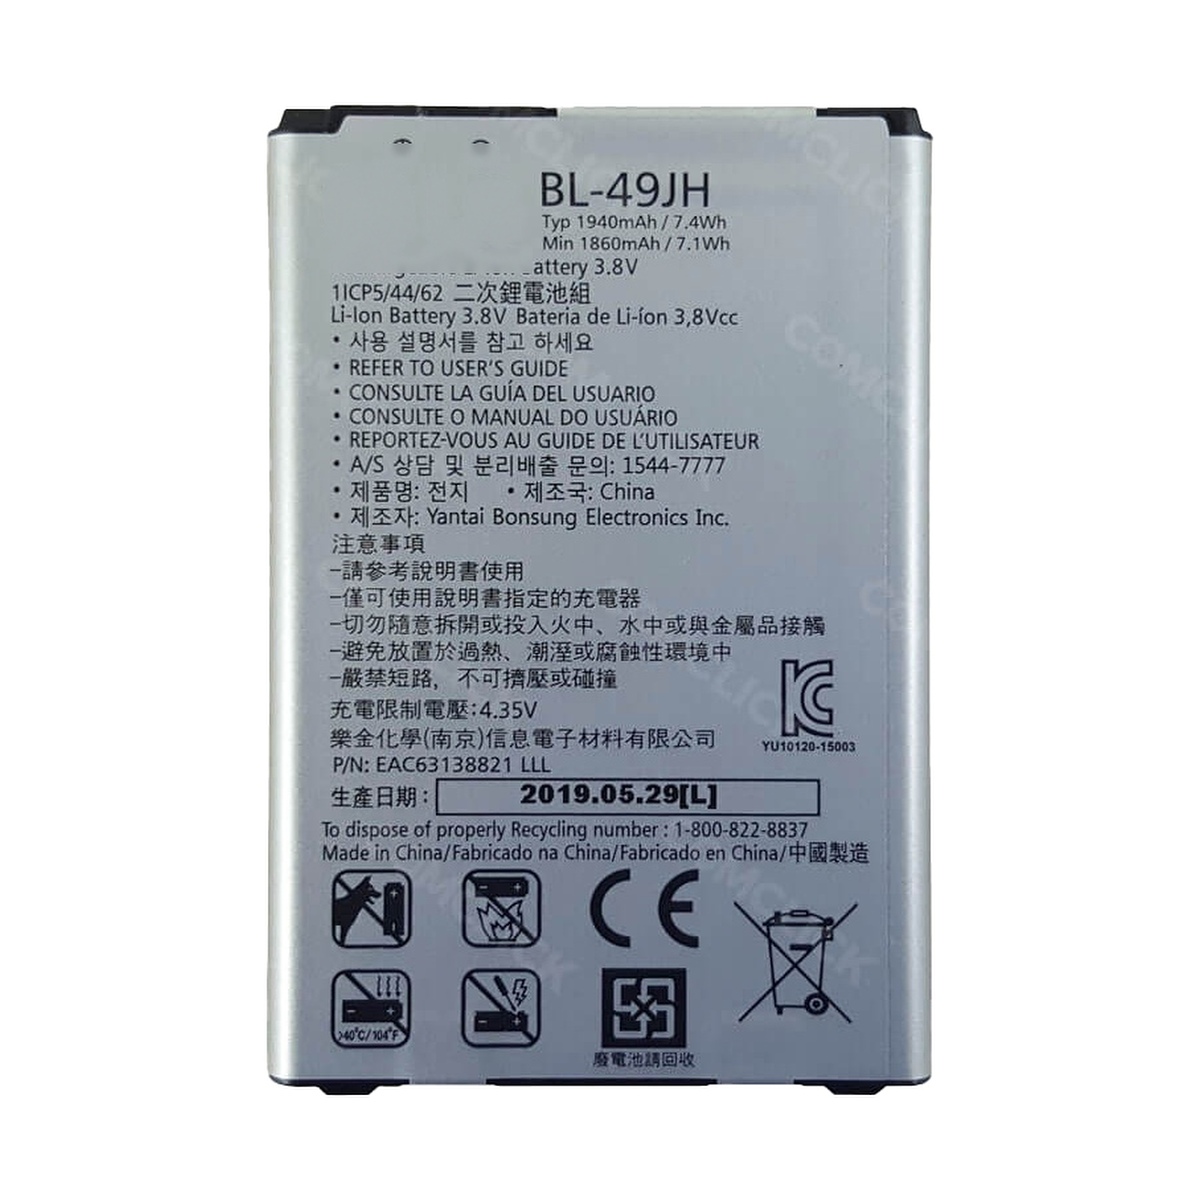 BL-49JH
Typ 1940mAh / 7.4Wh
Min 1860mAh / 7.1Wh
attery 3.8V
1ICP5/44/62 二次鋰電池組
Li-Ion Battery 3.8V Bateria de Li-íon 3,8Vcc
• 사용 설명서를 참고 하세요
• REFER TO USER'S GUIDE
• CONSULTE LA GUÍA DEL USUARIO
• CONSULTE O MANUAL DO USUÁRIO
• REPORTEZ-VOUS AU GUIDE DE L'UTILISATEUR
• A/S 상담 및 분리배출 문의: 1544-7777
• 제품명: 전지 • 제조국: China
• 제조자: Yantai Bonsung Electronics Inc.
注意事項
-請參考說明書使用
-僅可使用說明書指定的充電器
-切勿隨意拆開或投入火中、水中或與金屬品接觸
-避免放置於過熱、潮溼或腐蝕性環境中
-嚴禁短路, 不可擠壓或碰撞
充電限制電壓:4.35V
樂金化學(南京)信息電子材料有限公司
YU10120-15003
P/N: EAC63138821 LLL
生產日期: 2019.05.29[L]
To dispose of properly Recycling number : 1-800-822-8837
Made in China/Fabricado na China/Fabricado en China/中國製造
CE
>40°C/104°F
廢電池請回收
COMCLICK